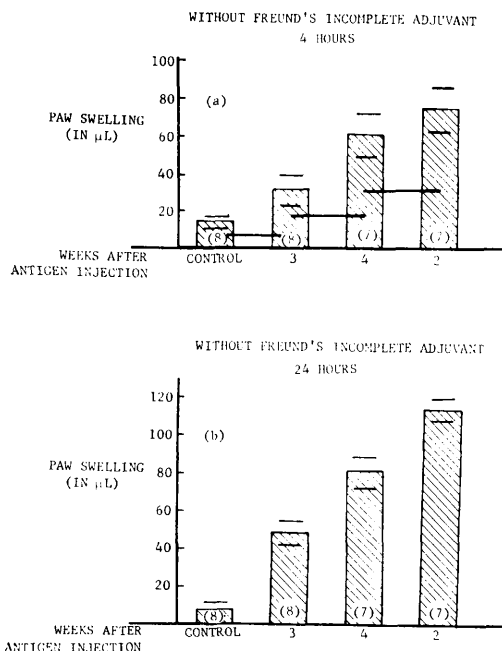 WITHOUT FREUND'S INCOMPLETE ADJUVANT
4 HOURS
100
(a)
80
PAW SWELLING
(IN µL)
60
40
20
(8) (8) (7) (7)
WEEKS AFTER
ANTIGEN INJECTION
CONTROL 3 4 2
WITHOUT FREUND'S INCOMPLETE ADJUVANT
24 HOURS
120
100
(b)
PAW SWELLING
(IN µL)
80
60
40
20
(8) (8) (7) (7)
WEEKS AFTER
ANTIGEN INJECTION
CONTROL 3 4 2